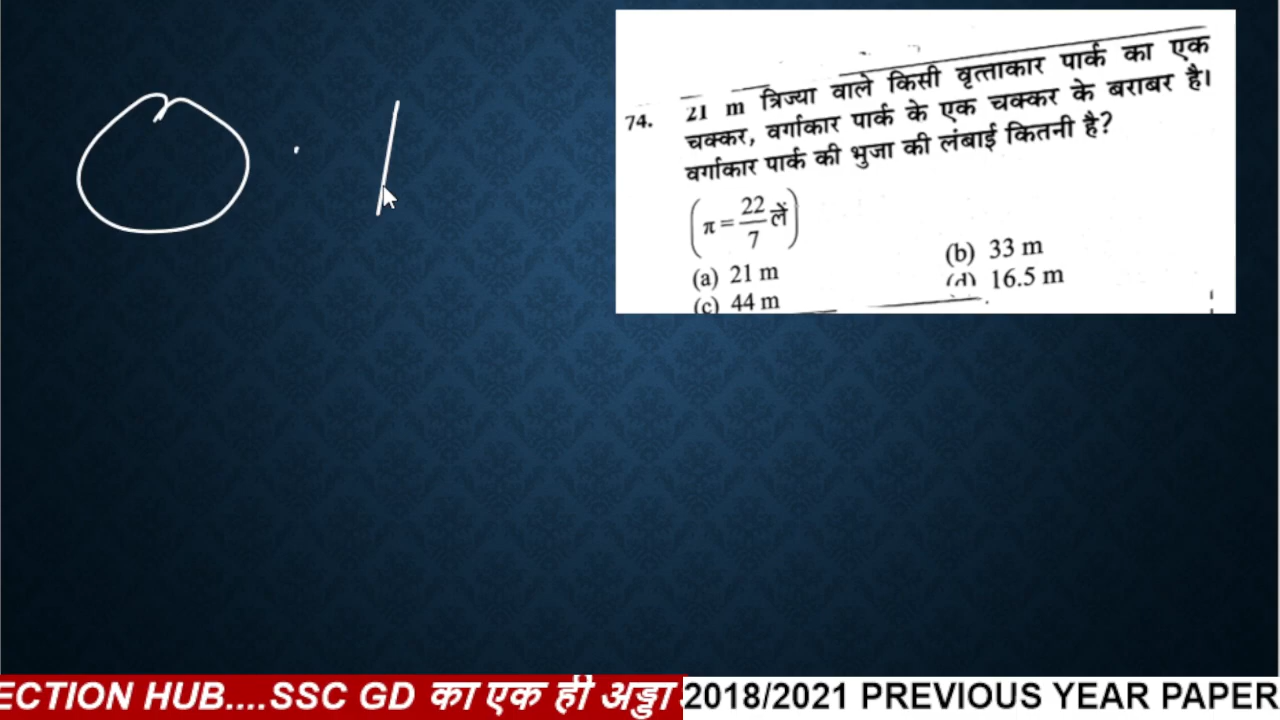 74. 21 m त्रिज्या वाले किसी वृत्ताकार पार्क का एक
चक्कर, वर्गाकार पार्क के एक चक्कर के बराबर है।
वर्गाकार पार्क की भुजा की लंबाई कितनी है?
(π = 22/7 लें)
(a) 21 m (b) 33 m
(c) 44 m (d) 16.5 m
ECTION HUB....SSC GD का एक ही अड्डा 2018/2021 PREVIOUS YEAR PAPER